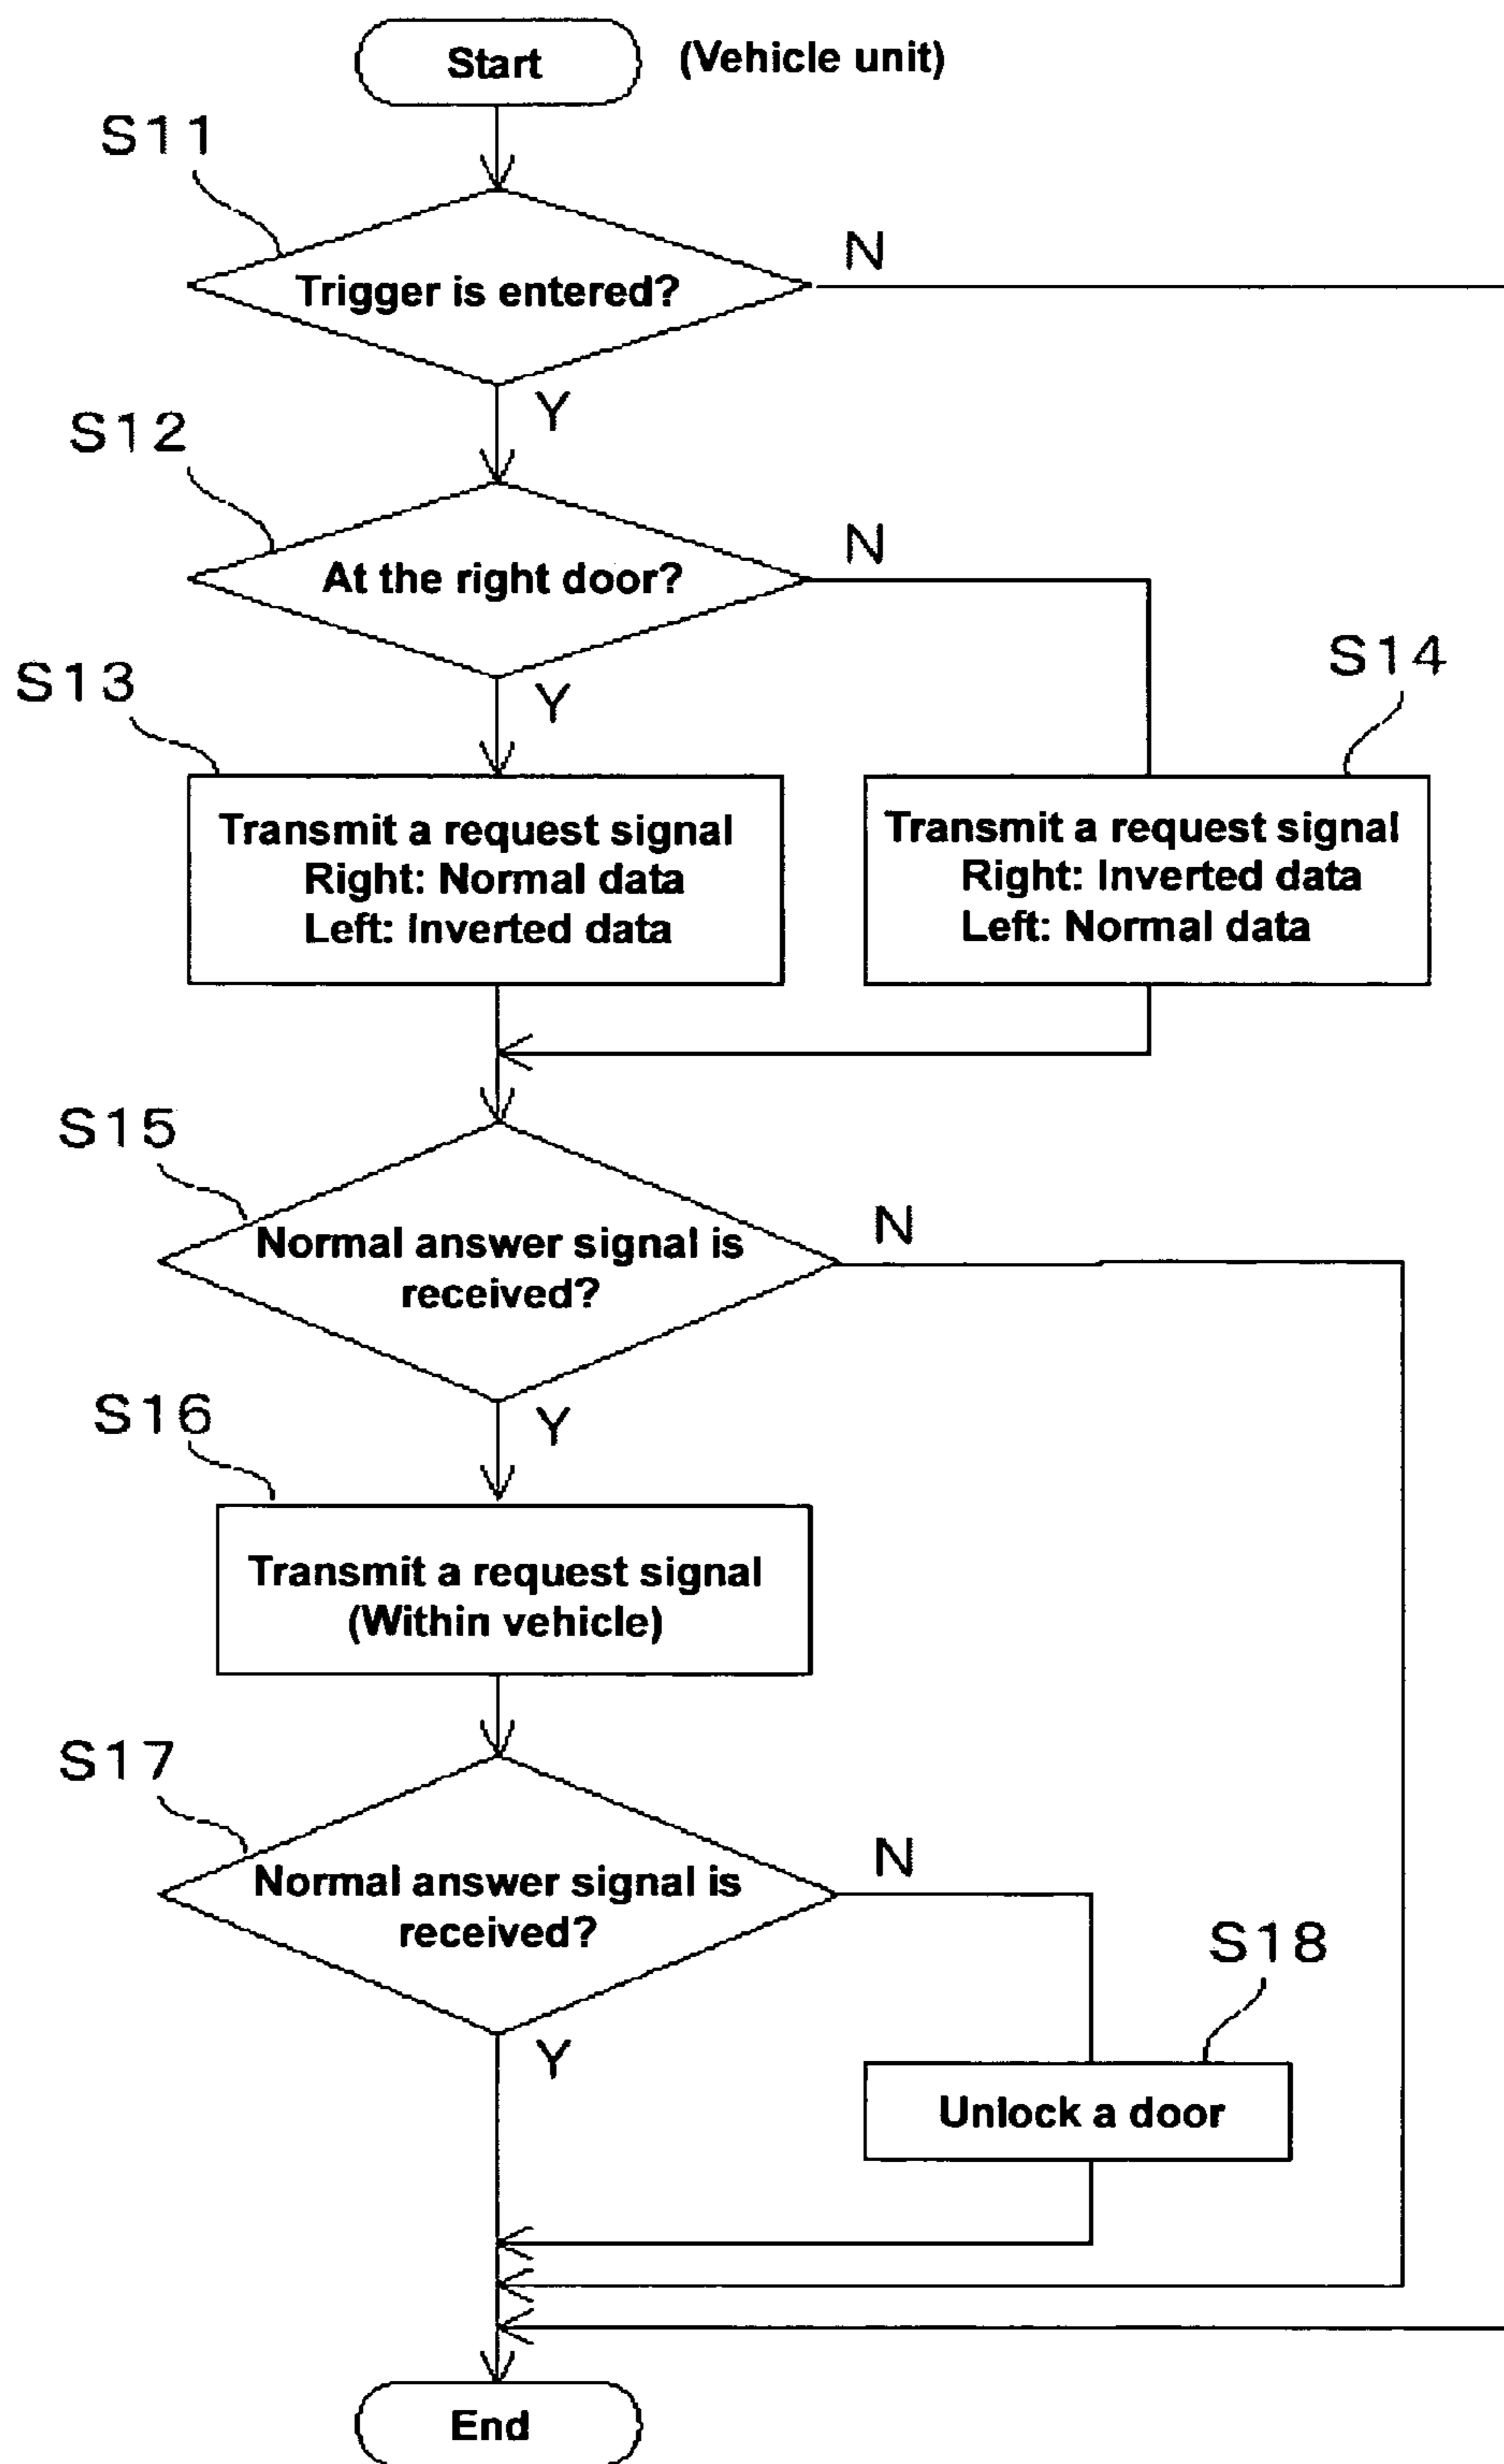 Start
(Vehicle unit)
S11
Trigger is entered?
N
Y
S12
At the right door?
N
Y
S13
Transmit a request signal
Right: Normal data
Left: Inverted data
S14
Transmit a request signal
Right: Inverted data
Left: Normal data
S15
Normal answer signal is
received?
N
Y
S16
Transmit a request signal
(Within vehicle)
S17
Normal answer signal is
received?
N
Y
S18
Unlock a door
End